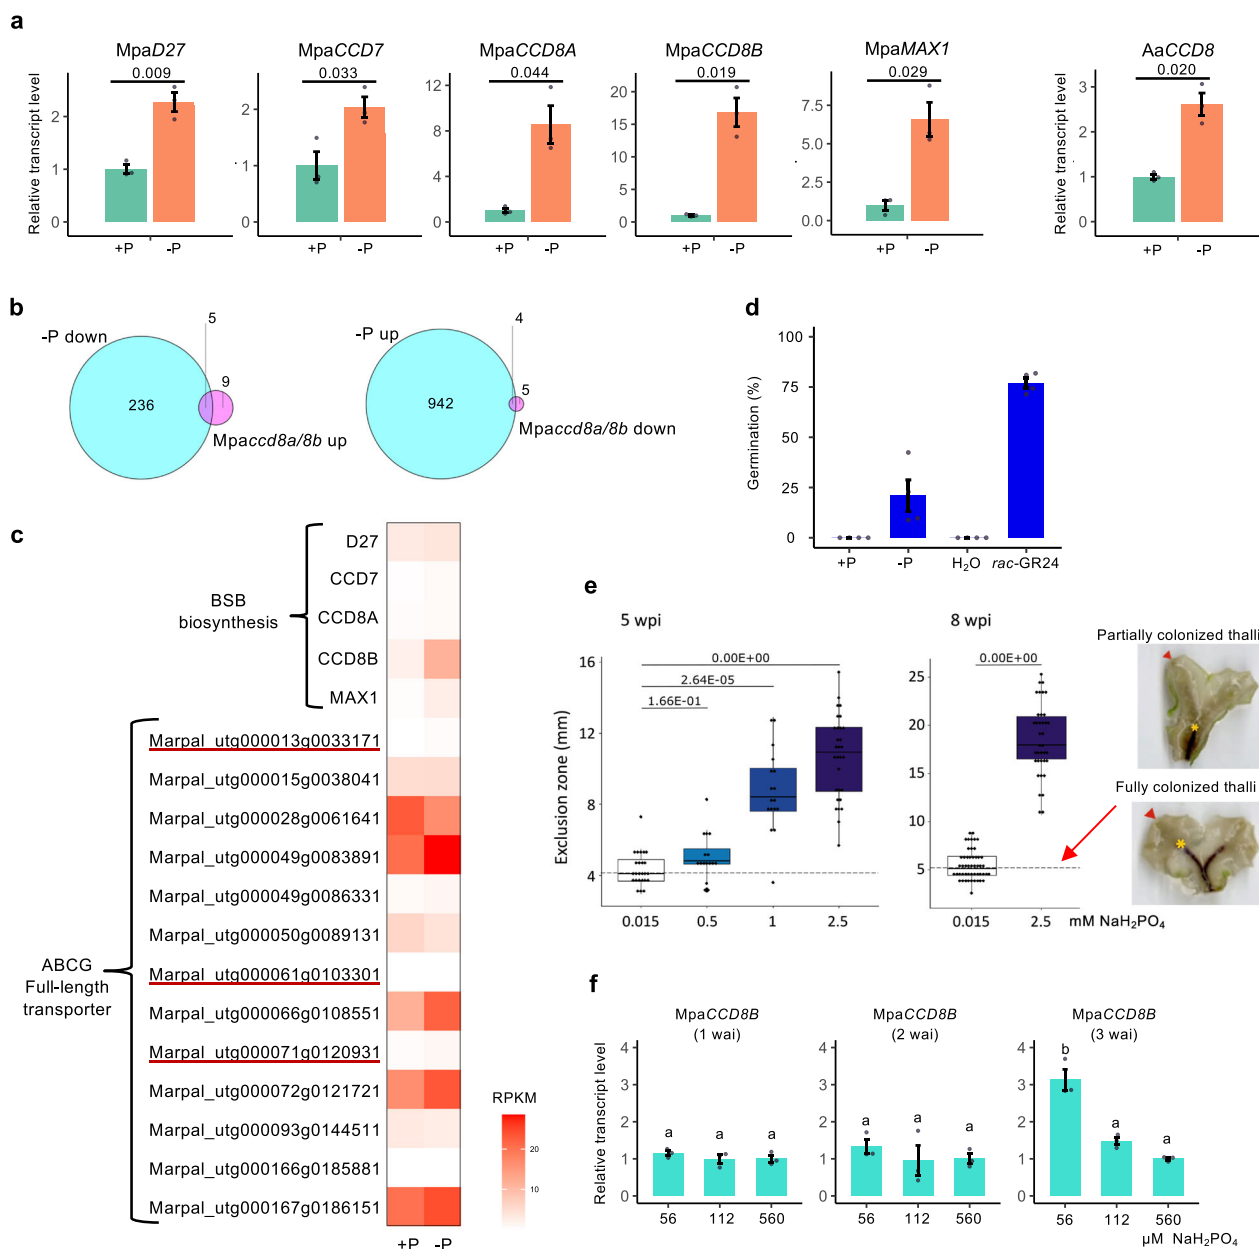 a
MpaD27
MpaCCD7
MpaCCD8A
MpaCCD8B
MpaMAX1
AaCCD8
0.009
0.033
0.044
0.019
0.029
0.020
Relative transcript level
2
1
0
+P -P
2
1
0
+P -P
12
8
4
0
+P -P
20
15
10
5
0
+P -P
7.5
5.0
2.5
0.0
+P -P
Relative transcript level
3
2
1
0
+P -P
b
-P down
5
9
236
Mpaccd8a/8b up
-P up
4
5
942
Mpaccd8a/8b down
c
BSB
biosynthesis
D27
CCD7
CCD8A
CCD8B
MAX1
ABCG
Full-length
transporter
Marpal_utg000013g0033171
Marpal_utg000015g0038041
Marpal_utg000028g0061641
Marpal_utg000049g0083891
Marpal_utg000049g0086331
Marpal_utg000050g0089131
Marpal_utg000061g0103301
Marpal_utg000066g0108551
Marpal_utg000071g0120931
Marpal_utg000072g0121721
Marpal_utg000093g0144511
Marpal_utg000166g0185881
Marpal_utg000167g0186151
+P -P
RPKM
20
10
d
Germination (%)
100
75
50
25
0
+P -P H₂O rac-GR24
e
5 wpi
Exclusion zone (mm)
16
12
8
4
0.00E+00
2.64E-05
1.66E-01
0.015 0.5 1 2.5
8 wpi
25
20
15
10
5
0.00E+00
0.015 2.5 mM NaH₂PO₄
Partially colonized thalli
*
Fully colonized thalli
*
f
Relative transcript level
MpaCCD8B
(1 wai)
4
3
2
1
0
a a a
56 112 560
MpaCCD8B
(2 wai)
4
3
2
1
0
a a a
56 112 560
MpaCCD8B
(3 wai)
4
3
2
1
0
b a a
56 112 560
µM NaH₂PO₄